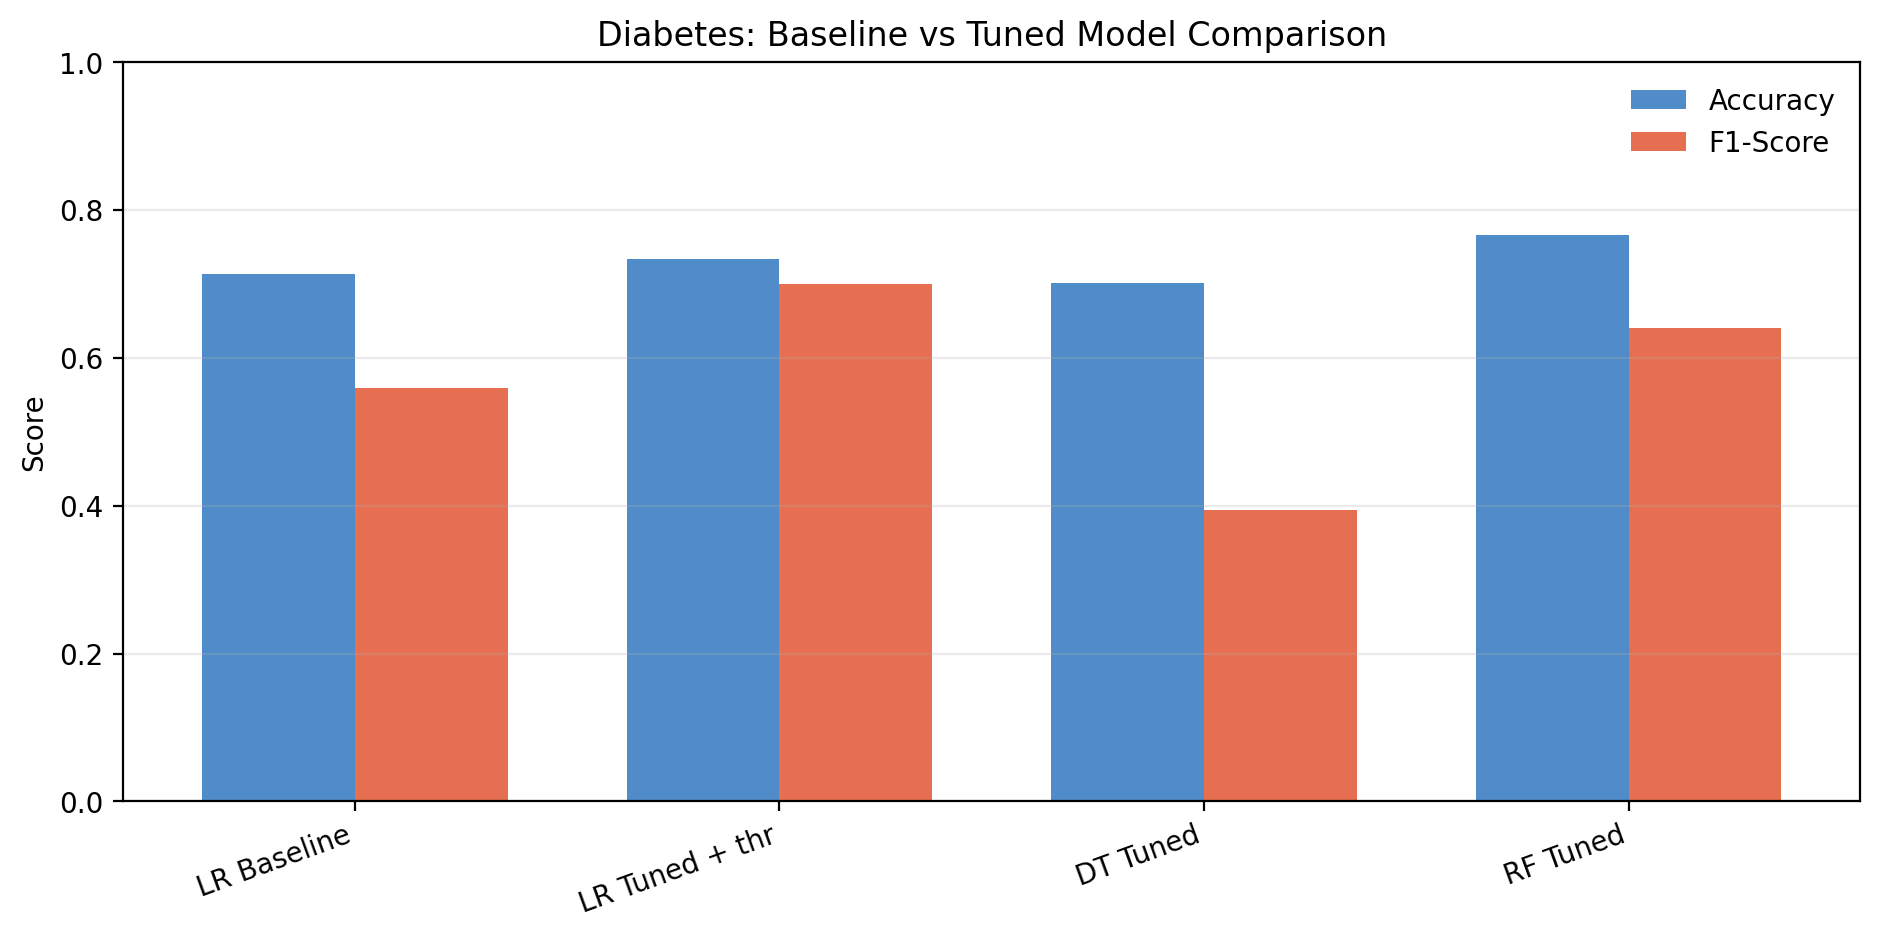 Diabetes: Baseline vs Tuned Model Comparison
1.0
0.8
0.6
0.4
0.2
0.0
Score
Accuracy
F1-Score
LR Baseline
LR Tuned + thr
DT Tuned
RF Tuned